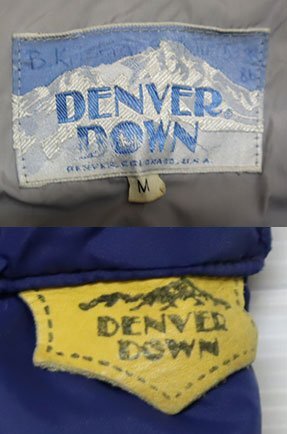 DENVER
DOWN
DENVER, COLORADO, U.S.A.
M
DENVER
DOWN